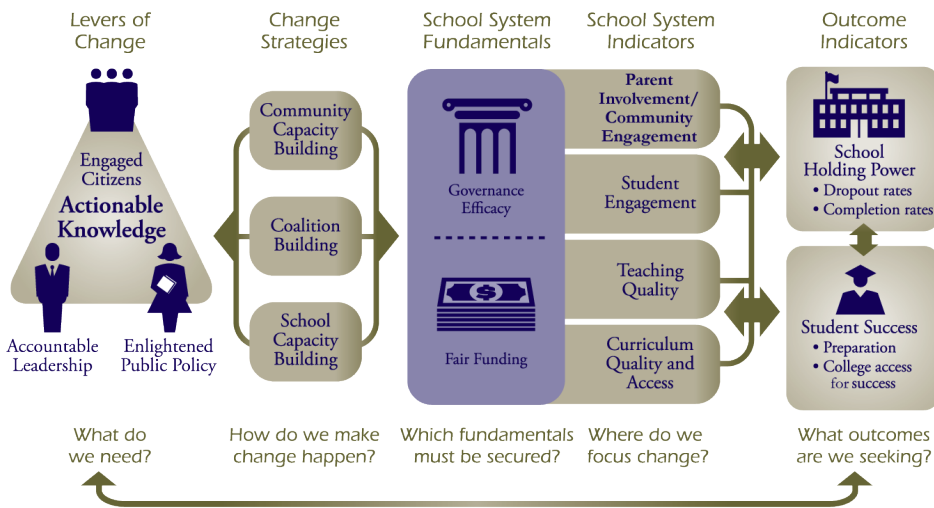 Levers of
Change
Change
Strategies
School System
Fundamentals
School System
Indicators
Outcome
Indicators
Engaged
Citizens
Actionable
Knowledge
Accountable
Leadership
Enlightened
Public Policy
Community
Capacity
Building
Coalition
Building
School
Capacity
Building
Governance
Efficacy
$
Fair Funding
Parent
Involvement/
Community
Engagement
Student
Engagement
Teaching
Quality
Curriculum
Quality and
Access
School
Holding Power
• Dropout rates
• Completion rates
Student Success
• Preparation
• College access
for success
What do
we need?
How do we make
change happen?
Which fundamentals
must be secured?
Where do we
focus change?
What outcomes
are we seeking?